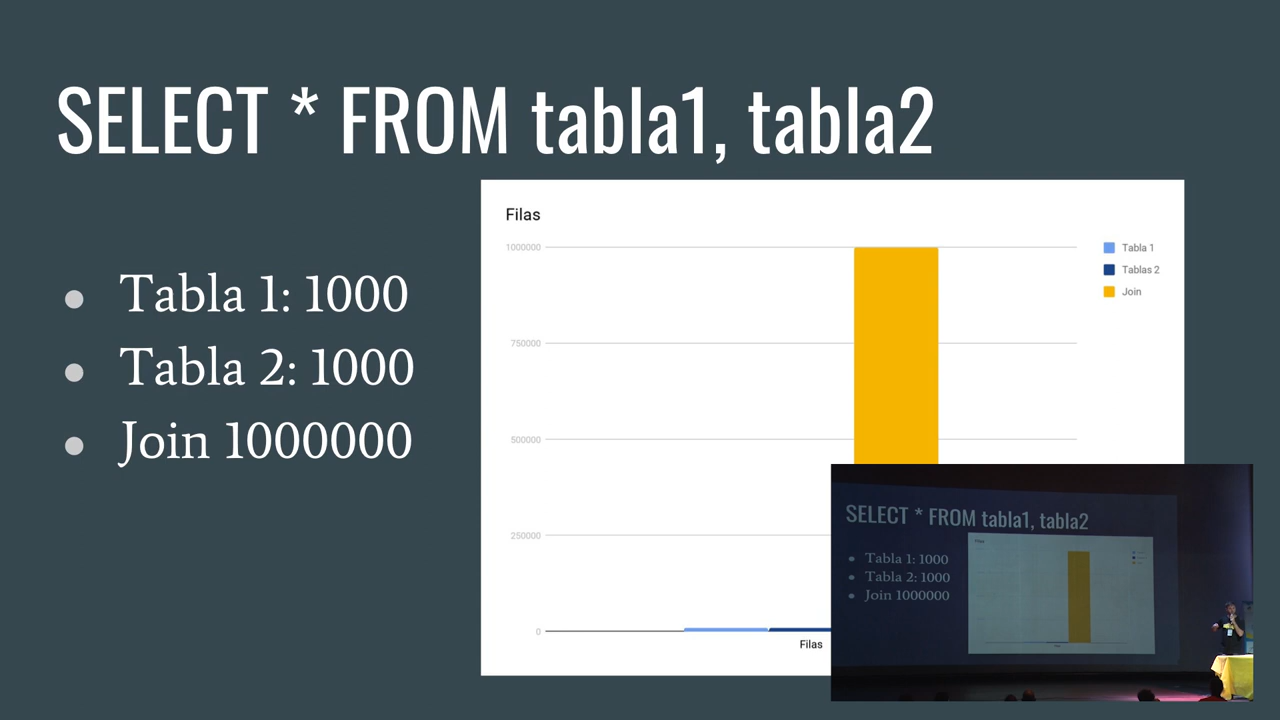 SELECT * FROM tabla1, tabla2
Tabla 1: 1000
Tabla 2: 1000
Join 1000000
Filas
1000000
750000
500000
250000
0
Filas
Tabla 1
Tablas 2
Join
SELECT * FROM tabla1, tabla2
Tabla 1: 1000
Tabla 2: 1000
Join 1000000